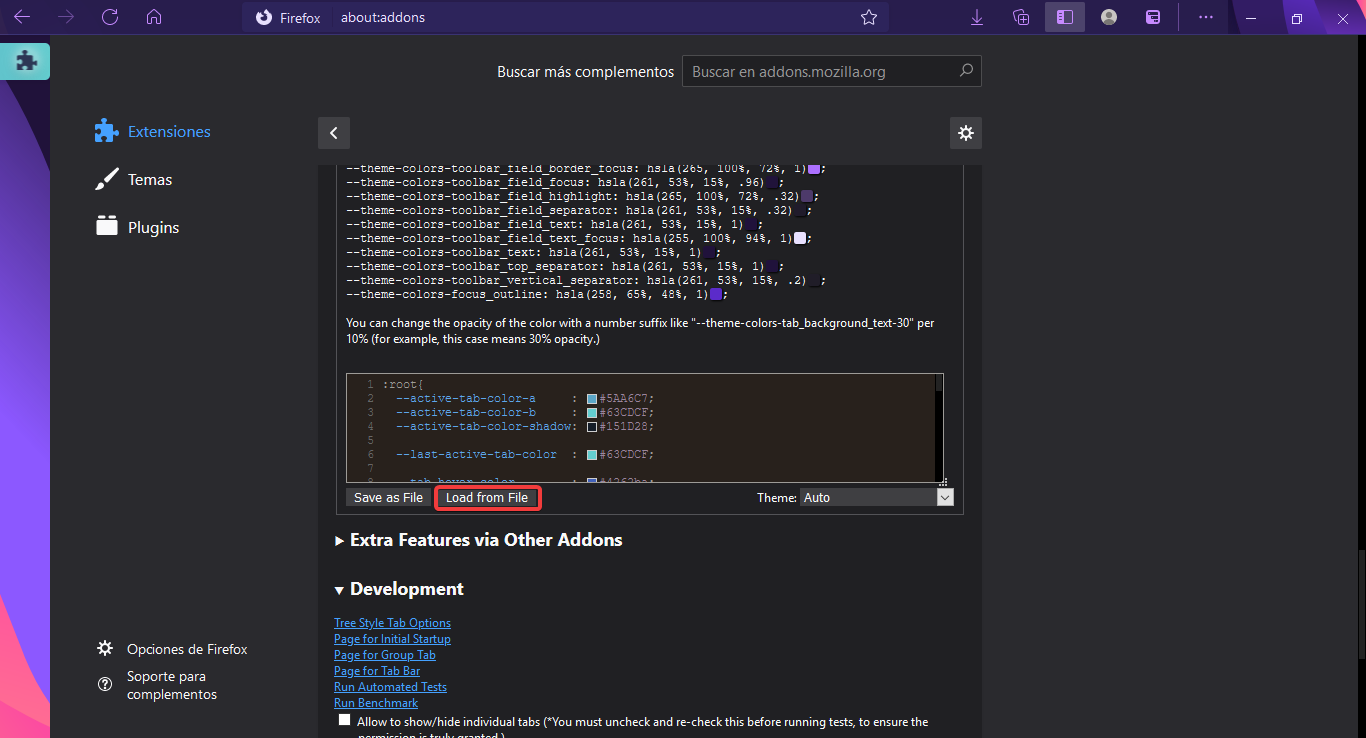 Firefox
about:addons
Buscar más complementos
Buscar en addons.mozilla.org
Extensiones
Temas
Plugins
--theme-colors-toolbar_field_border_focus: hsla(265, 100%, 72%, 1);
--theme-colors-toolbar_field_focus: hsla(261, 53%, 15%, .96);
--theme-colors-toolbar_field_highlight: hsla(265, 100%, 72%, .32);
--theme-colors-toolbar_field_separator: hsla(261, 53%, 15%, .32);
--theme-colors-toolbar_field_text: hsla(261, 53%, 15%, 1);
--theme-colors-toolbar_field_text_focus: hsla(255, 100%, 94%, 1);
--theme-colors-toolbar_text: hsla(261, 53%, 15%, 1);
--theme-colors-toolbar_top_separator: hsla(261, 53%, 15%, 1);
--theme-colors-toolbar_vertical_separator: hsla(261, 53%, 15%, .2);
--theme-colors-focus_outline: hsla(258, 65%, 48%, 1);
You can change the opacity of the color with a number suffix like "--theme-colors-tab_background_text-30" per
10% (for example, this case means 30% opacity.)
1 :root{
2 --active-tab-color-a : #5AA6C7;
3 --active-tab-color-b : #63CDCF;
4 --active-tab-color-shadow: #151D28;
5
6 --last-active-tab-color : #63CDCF;
7
8 --tab-hover-color : #4363ba;
Save as File
Load from File
Theme: Auto
Extra Features via Other Addons
Development
Tree Style Tab Options
Page for Initial Startup
Page for Group Tab
Page for Tab Bar
Run Automated Tests
Run Benchmark
Allow to show/hide individual tabs (*You must uncheck and re-check this before running tests, to ensure the
permission is truly granted.)
Opciones de Firefox
Soporte para
complementos